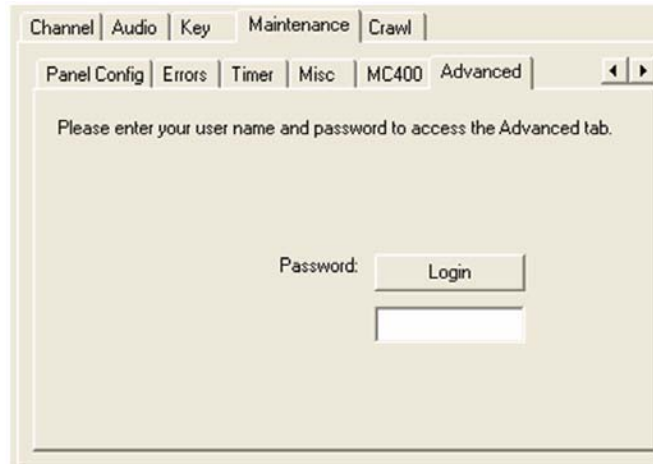 Channel Audio Key Maintenance Crawl
Panel Config Errors Timer Misc MC400 Advanced
Please enter your user name and password to access the Advanced tab.
Password: Login